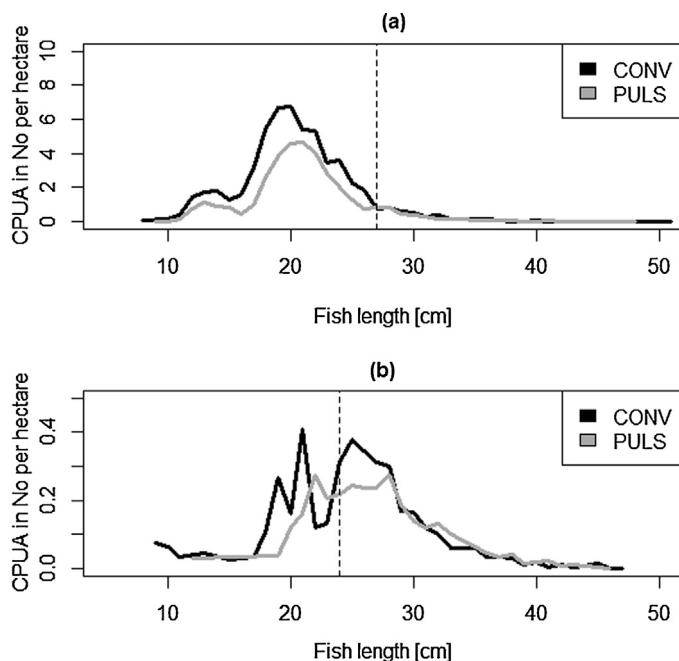 (a)
CPUA in No per hectare
10
8
6
4
2
0
CONV
PULS
10 20 30 40 50
Fish length [cm]
(b)
CPUA in No per hectare
0.4
0.2
0.0
CONV
PULS
10 20 30 40 50
Fish length [cm]